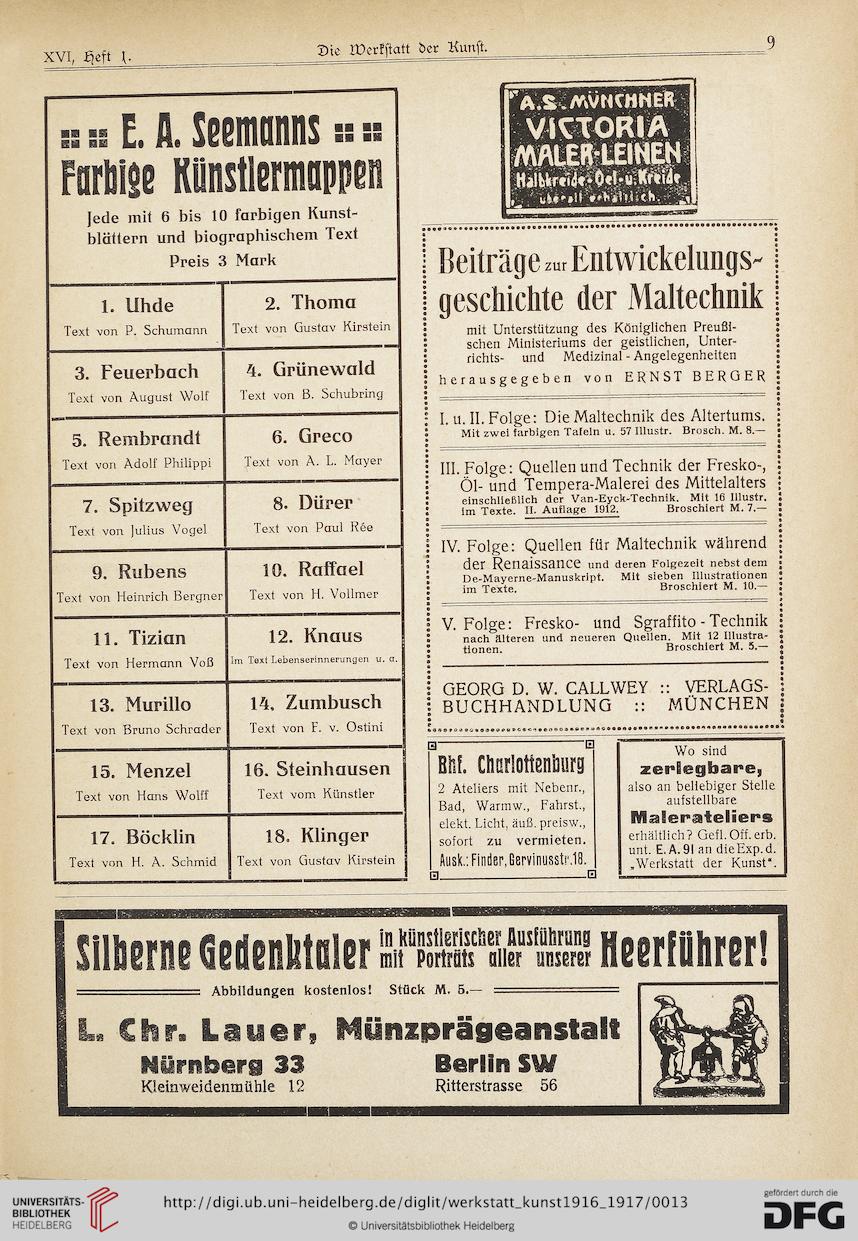 XVI, Heft 1.
Die Werkstatt der Kunst.
9
E. A. Seemanns
Farbige Künstlermappen
Jede mit 6 bis 10 farbigen Kunst-
blättern und biographischem Text
Preis 3 Mark
1. Uhde
Text von P. Schumann
2. Thoma
Text von Gustav Kirstein
3. Feuerbach
Text von August Wolf
4. Grünewald
Text von B. Schubring
5. Rembrandt
Text von Adolf Philippi
6. Greco
Text von A. L. Mayer
7. Spitzweg
Text von Julius Vogel
8. Dürer
Text von Paul Rée
9. Rubens
Text von Heinrich Bergner
10. Raffael
Text von H. Vollmer
11. Tizian
Text von Hermann Voß
12. Knaus
Im Text Lebenserinnerungen u. a.
13. Murillo
Text von Bruno Schrader
14. Zumbusch
Text von F. v. Ostini
15. Menzel
Text von Hans Wolff
16. Steinhausen
Text vom Künstler
17. Böcklin
Text von H. A. Schmid
18. Klinger
Text von Gustav Kirstein
A.S. MVNCHNER
VICTORIA
MALER-LEINEN
Halbkreide-Oel-u-Kreide
überall erhältlich.
Beiträge zur Entwickelungs-
geschichte der Maltechnik
mit Unterstützung des Königlichen Preußi-
schen Ministeriums der geistlichen, Unter-
richts- und Medizinal-Angelegenheiten
herausgegeben von ERNST BERGER
I. u. II. Folge: Die Maltechnik des Altertums.
Mit zwei farbigen Tafeln u. 57 Illustr. Brosch. M. 8.—
III. Folge: Quellen und Technik der Fresko-,
Öl- und Tempera-Malerei des Mittelalters
einschließlich der Van-Eyck-Technik. Mit 16 Illustr.
im Texte. II. Auflage 1912. Broschiert M. 7.—
IV. Folge: Quellen für Maltechnik während
der Renaissance und deren Folgezeit nebst dem
De-Mayerne-Manuskript. Mit sieben Illustrationen
im Texte. Broschiert M. 10.—
V. Folge: Fresko- und Sgraffito-Technik
nach älteren und neueren Quellen. Mit 12 Illustra-
tionen. Broschiert M. 5.—
GEORG D. W. CALLWEY :: VERLAGS-
BUCHHANDLUNG :: MÜNCHEN
Bhf. Charlottenburg
2 Ateliers mit Nebenr.,
Bad, Warmw., Fahrst.,
elekt. Licht, äuß. preisw.,
sofort zu vermieten.
Ausk.: Finder, Gervinusstr. 18.
Wo sind
zerlegbare,
also an beliebiger Stelle
aufstellbare
Malerateliers
erhältlich? Gefl. Off. erb.
unt. E. A. 91 an die Exp. d.
„Werkstatt der Kunst“.
Silberne Gedenktaler in künstlerischer Ausführung
mit Porträts aller unserer Heerführer!
Abbildungen kostenlos! Stück M. 5.—
L. Chr. Lauer, Münzprägeanstalt
Nürnberg 33
Kleinweidenmühle 12
Berlin SW
Ritterstrasse 56
UNIVERSITÄTS-
BIBLIOTHEK
HEIDELBERG
http://digi.ub.uni-heidelberg.de/diglit/werkstatt_kunst1916_1917/0013
© Universitätsbibliothek Heidelberg
gefördert durch die
DFG